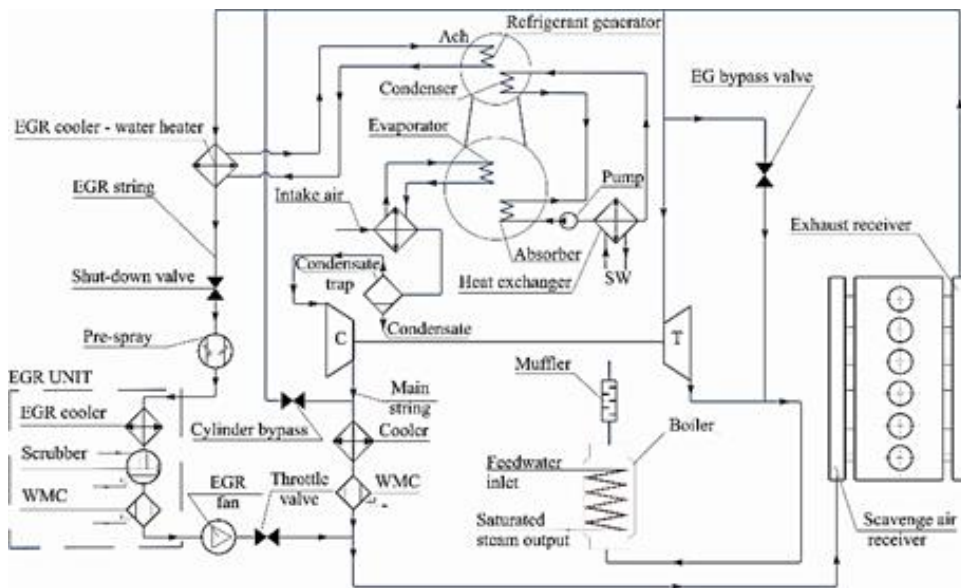 Refrigerant generator
Ach
Condenser
EG bypass valve
EGR cooler - water heater
Evaporator
EGR string
Pump
Intake air
Exhaust receiver
Absorber
Shut-down valve
Condensate
trap
Heat exchanger
SW
Condensate
Pre-spray
C
T
Muffler
EGR UNIT
Main
string
EGR cooler
Cylinder bypass
Cooler
Boiler
Scrubber
Feedwater
inlet
EGR
fan
Throttle
valve
WMC
WMC
Saturated
steam output
Scavenge air
receiver